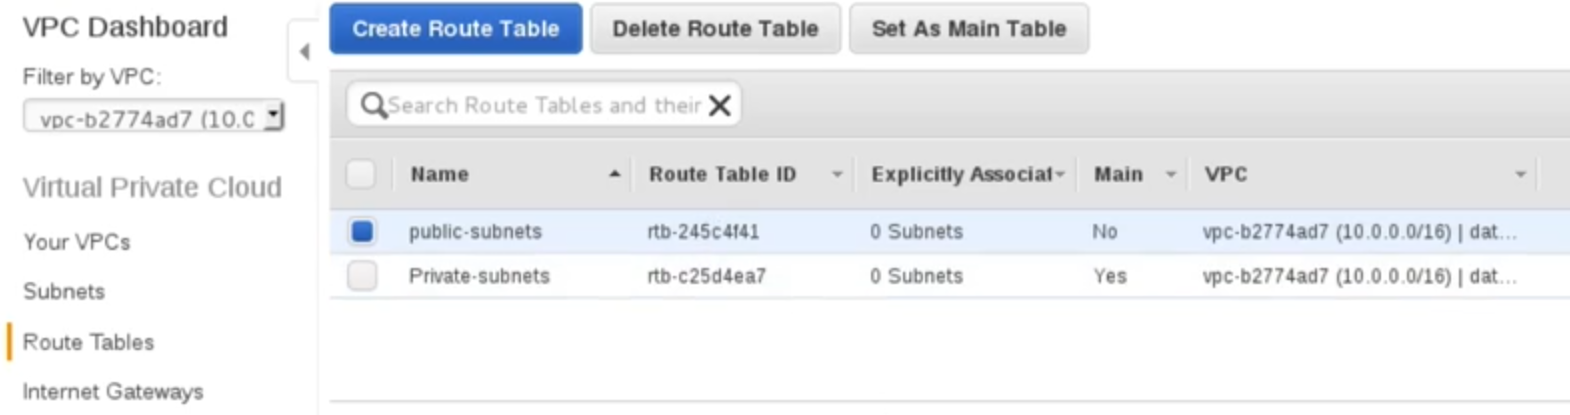 VPC Dashboard
Filter by VPC:
vpc-b2774ad7 (10.0
Virtual Private Cloud
Your VPCs
Subnets
Route Tables
Internet Gateways
Create Route Table Delete Route Table Set As Main Table
Search Route Tables and their
Name Route Table ID Explicitly Associat Main VPC
public-subnets rtb-245c4f41 0 Subnets No vpc-b2774ad7 (10.0.0.0/16) | dat...
Private-subnets rtb-c25d4ea7 0 Subnets Yes vpc-b2774ad7 (10.0.0.0/16) | dat...